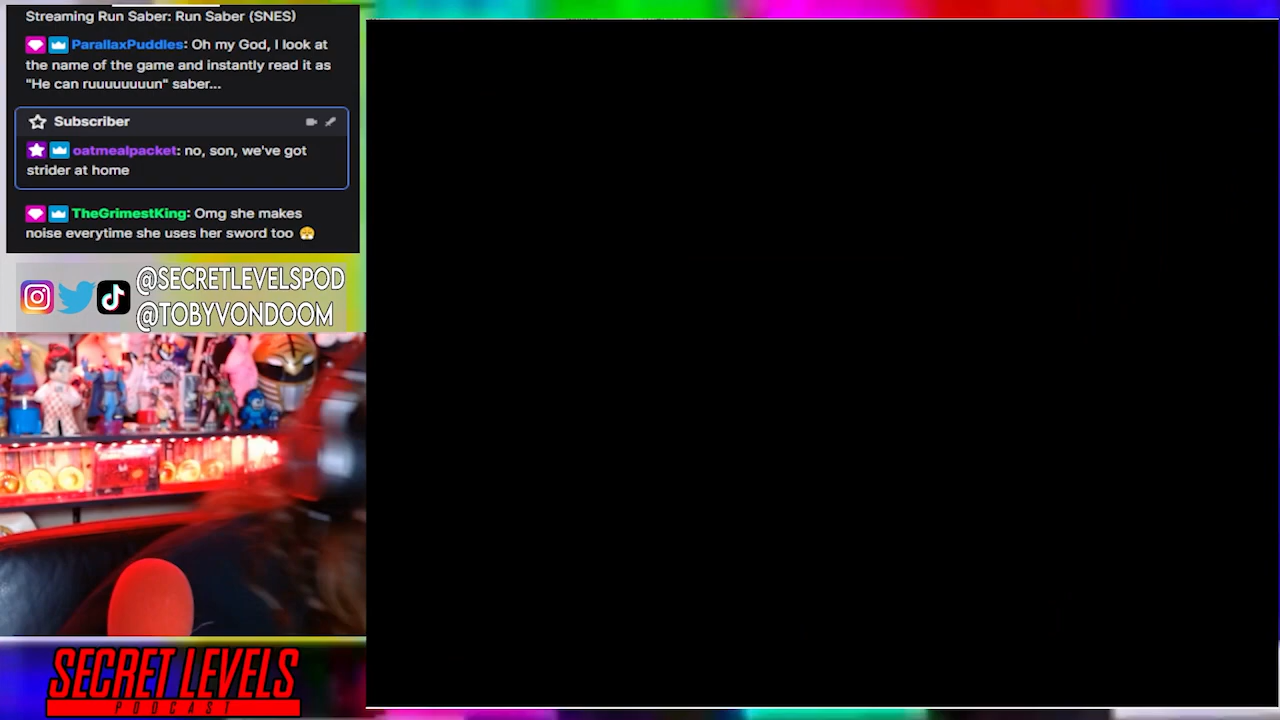 Streaming Run Saber: Run Saber (SNES)
ParallaxPuddles: Oh my God, I look at
the name of the game and instantly read it as
"He can ruuuuuuuun" saber...
Subscriber
oatmealpacket: no, son, we've got
strider at home
TheGrimestKing: Omg she makes
noise everytime she uses her sword too
@SECRETLEVELSPOD
@TOBYVONDOOM
SECRET LEVELS
PODCAST